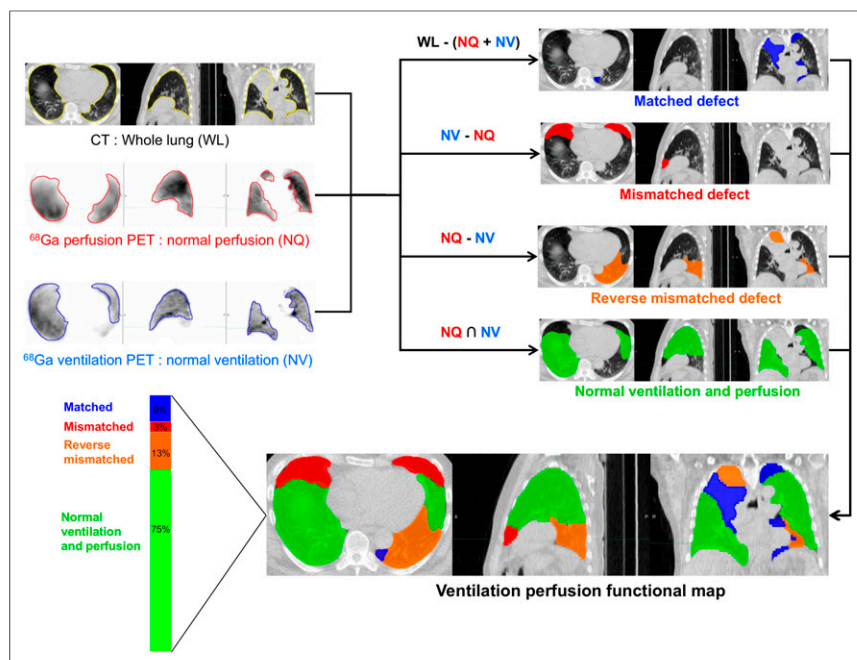 WL - (NQ + NV)
CT : Whole lung (WL)
Matched defect
NV - NQ
Mismatched defect
68Ga perfusion PET : normal perfusion (NQ)
NQ - NV
Reverse mismatched defect
68Ga ventilation PET : normal ventilation (NV)
NQ ∩ NV
Normal ventilation and perfusion
Matched
Mismatched
3%
Reverse
mismatched
13%
Normal
ventilation
and perfusion
75%
Ventilation perfusion functional map